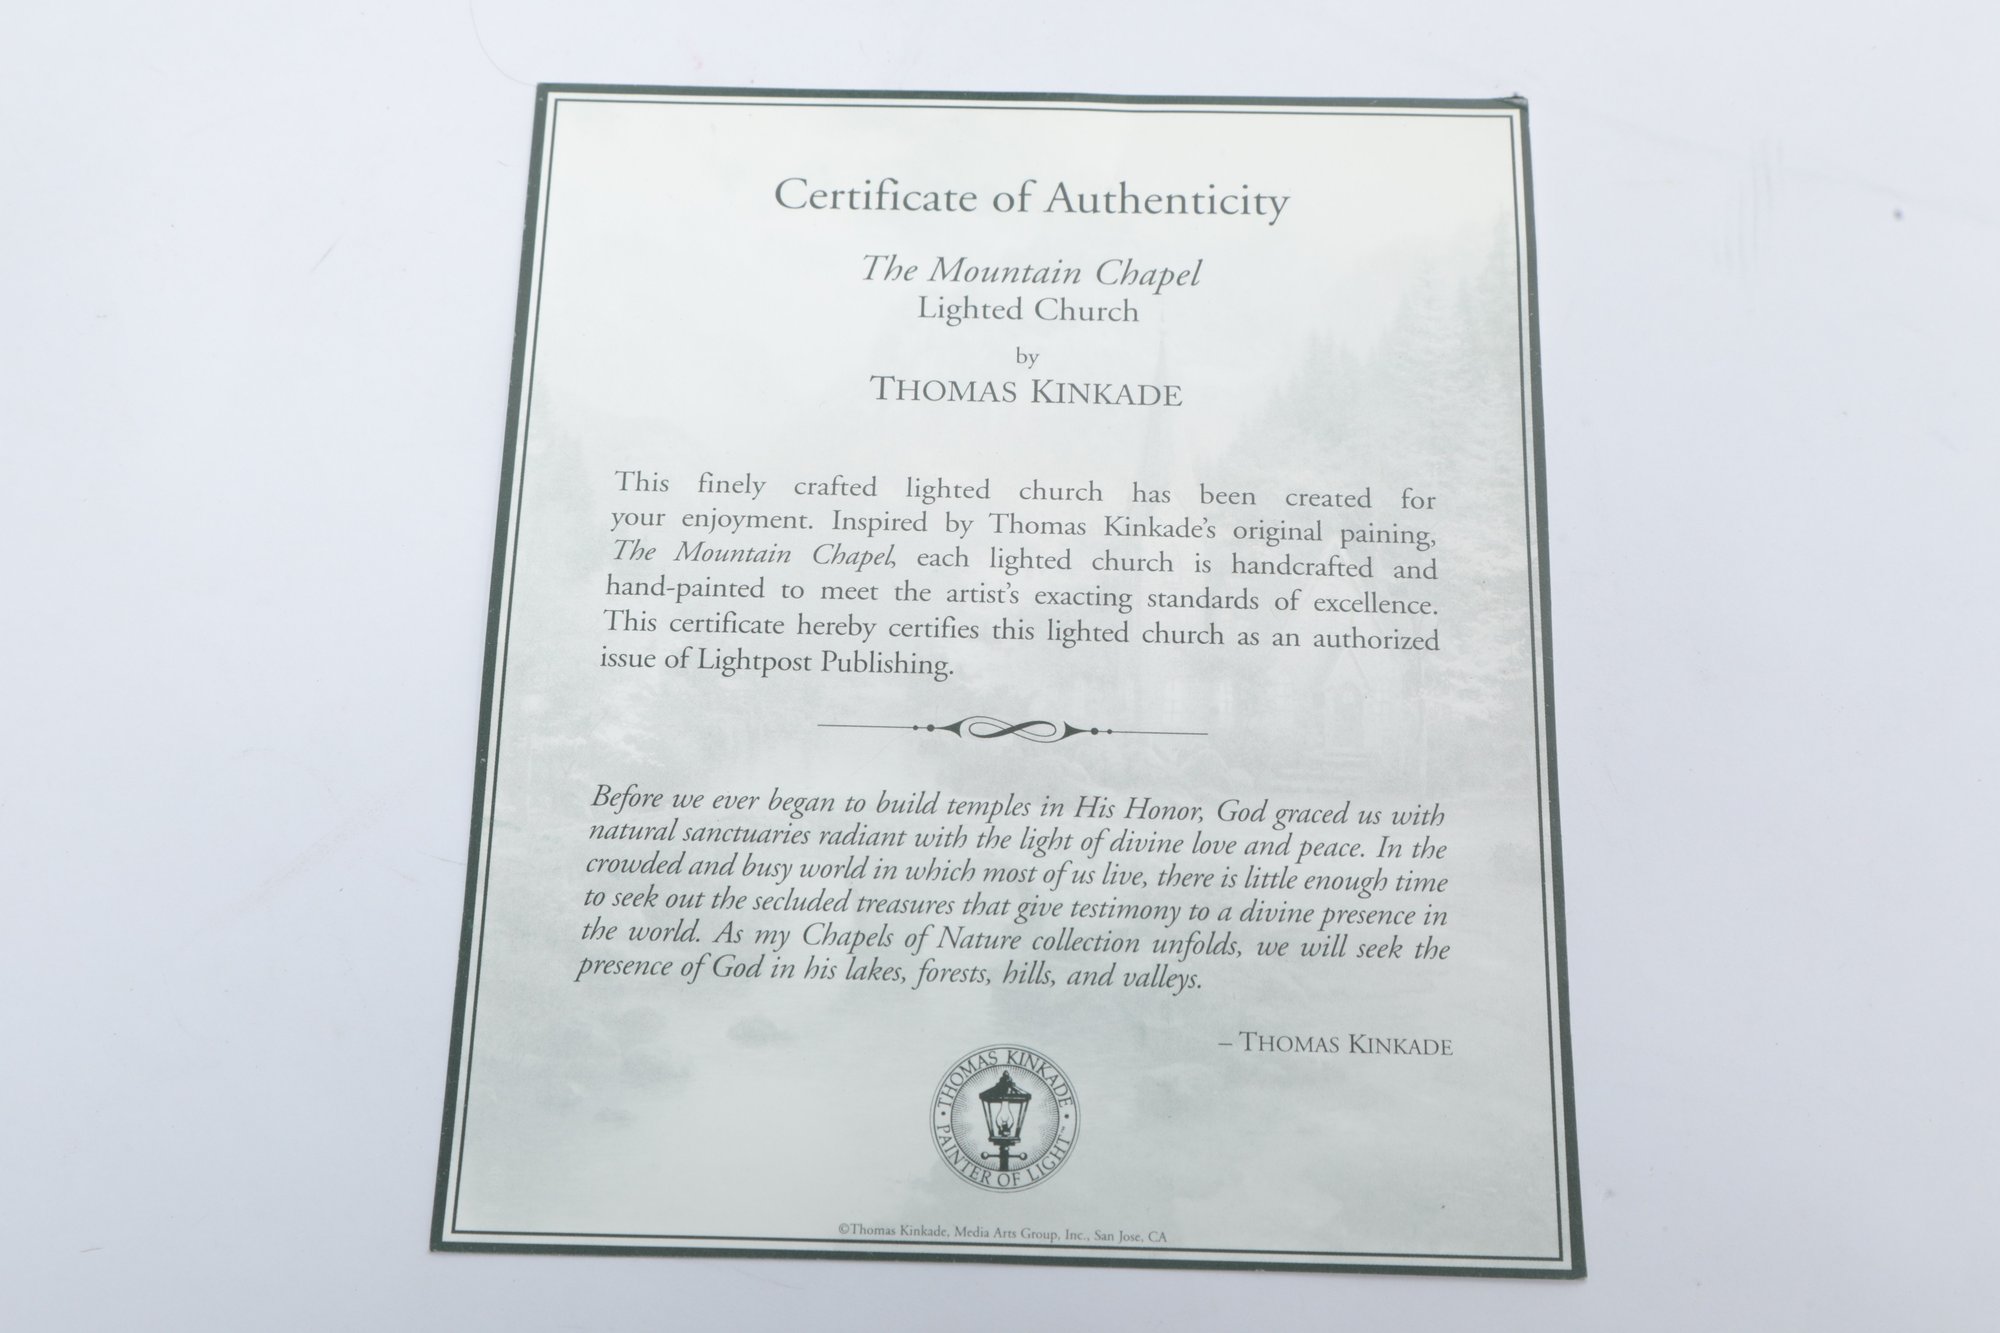 Certificate of Authenticity
The Mountain Chapel
Lighted Church
by
THOMAS KINKADE
This finely crafted lighted church has been created for
your enjoyment. Inspired by Thomas Kinkade's original paining,
The Mountain Chapel, each lighted church is handcrafted and
hand-painted to meet the artist's exacting standards of excellence.
This certificate hereby certifies this lighted church as an authorized
issue of Lightpost Publishing.
Before we ever began to build temples in His Honor, God graced us with
natural sanctuaries radiant with the light of divine love and peace. In the
crowded and busy world in which most of us live, there is little enough time
to seek out the secluded treasures that give testimony to a divine presence in
the world. As my Chapels of Nature collection unfolds, we will seek the
presence of God in his lakes, forests, hills, and valleys.
– THOMAS KINKADE
• THOMAS KINKADE •
PAINTER OF LIGHT™
©Thomas Kinkade, Media Arts Group, Inc., San Jose, CA